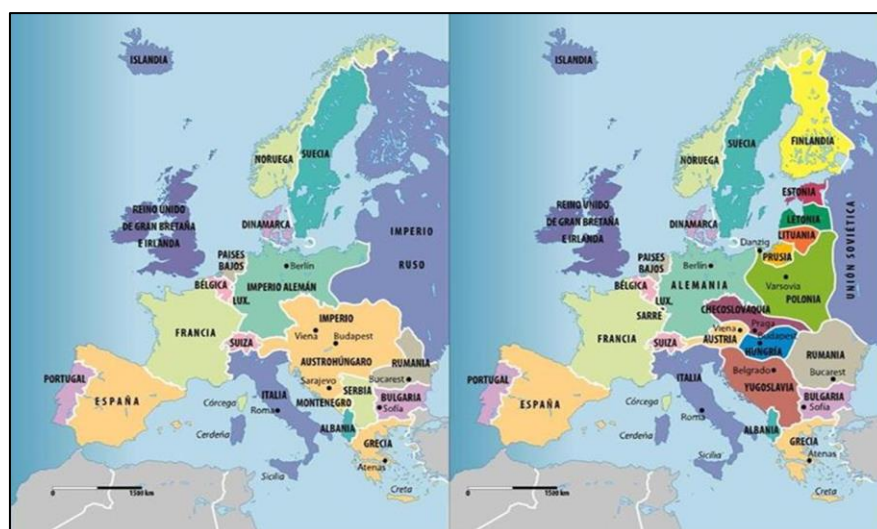 ISLANDIA
NORUEGA
SUECIA
REINO UNIDO
DE GRAN BRETAÑA
E IRLANDA
DINAMARCA
IMPERIO
RUSO
PAISES
BAJOS
Berlín
BÉLGICA
IMPERIO ALEMÁN
LUX.
FRANCIA
IMPERIO
Viena
Budapest
SUIZA
AUSTROHÚNGARO
RUMANIA
PORTUGAL
ESPAÑA
Sarajevo
Bucarest
ITALIA
SERBIA
Córcega
MONTENEGRO
BULGARIA
Roma
Sofía
Cerdeña
ALBANIA
GRECIA
Sicilia
Atenas
Creta
0
1500 km
ISLANDIA
FINLANDIA
NORUEGA
SUECIA
ESTONIA
REINO UNIDO
DE GRAN BRETAÑA
E IRLANDA
LETONIA
DINAMARCA
LITUANIA
UNIÓN SOVIÉTICA
Danzig
PRUSIA
PAISES
BAJOS
Berlín
Varsovia
BÉLGICA
ALEMANIA
POLONIA
LUX.
SARRE
CHECOSLOVAQUIA
FRANCIA
Praga
Viena
Budapest
SUIZA
AUSTRIA
HUNGRÍA
RUMANIA
Belgrado
PORTUGAL
ESPAÑA
ITALIA
YUGOSLAVIA
Bucarest
Córcega
BULGARIA
Roma
Sofía
Cerdeña
ALBANIA
GRECIA
Sicilia
Atenas
Creta
0
1500 km